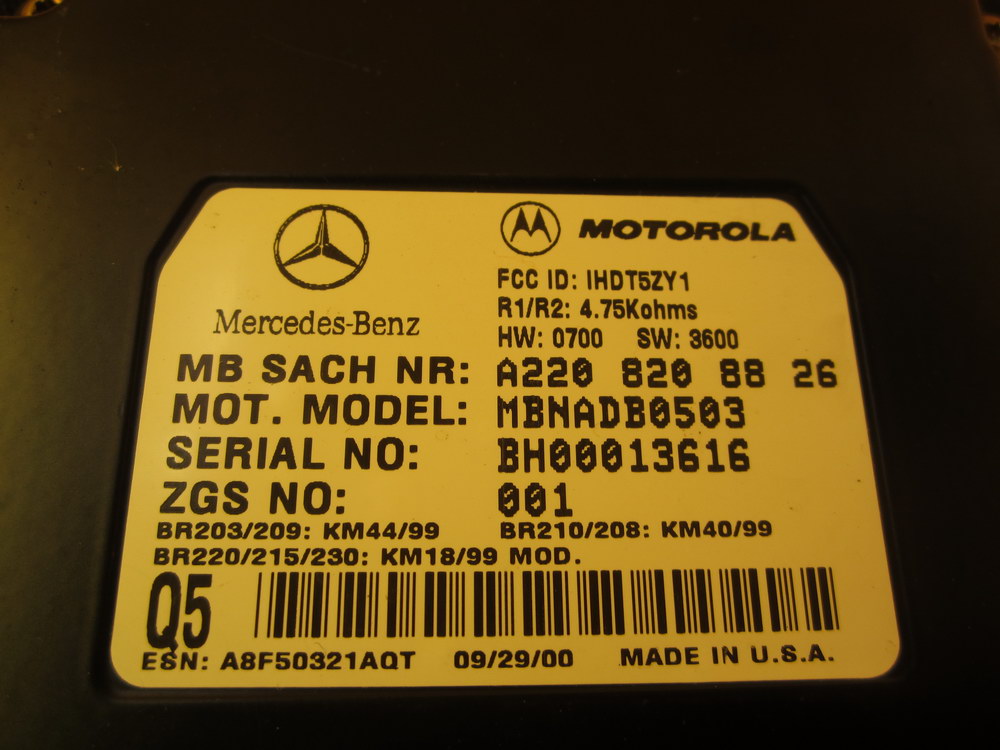 MOTOROLA
FCC ID: IHDT5ZY1
R1/R2: 4.75Kohms
Mercedes-Benz
HW: 0700 SW: 3600
MB SACH NR: A220 820 88 26
MOT. MODEL: MBNADB0503
SERIAL NO: BH00013616
ZGS NO: 001
BR203/209: KM44/99 BR210/208: KM40/99
BR220/215/230: KM18/99 MOD.
Q5
ESN: A8F50321AQT 09/29/00 MADE IN U.S.A.